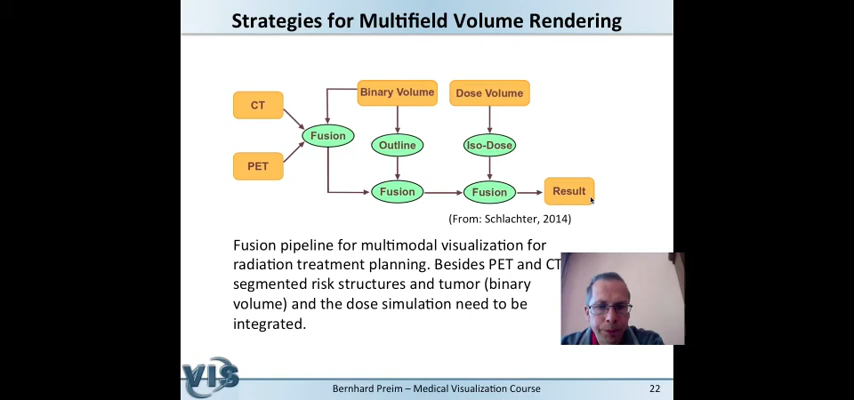 Strategies for Multifield Volume Rendering
Binary Volume
Dose Volume
CT
Fusion
PET
Outline
Iso-Dose
Fusion
Fusion
Result
(From: Schlachter, 2014)
Fusion pipeline for multimodal visualization for
radiation treatment planning. Besides PET and CT
segmented risk structures and tumor (binary
volume) and the dose simulation need to be
integrated.
VIS
Bernhard Preim – Medical Visualization Course
22